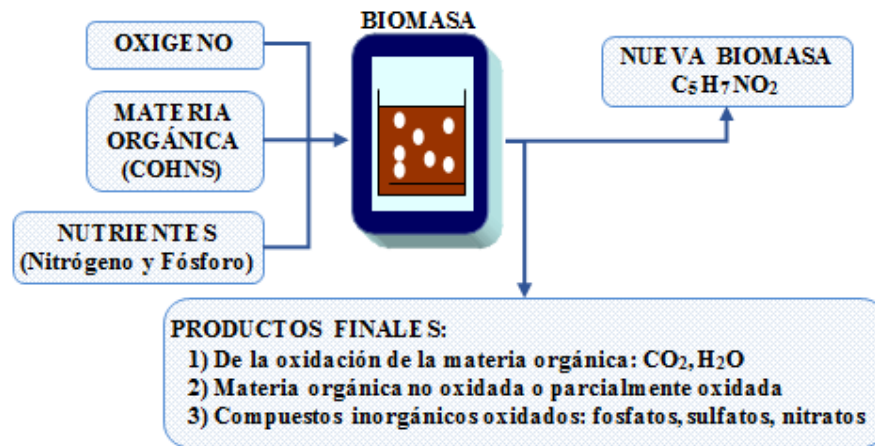 BIOMASA
OXIGENO
MATERIA
ORGÁNICA
(COHNS)
NUTRIENTES
(Nitrógeno y Fósforo)
NUEVA BIOMASA
C₅H₇NO₂
PRODUCTOS FINALES:
1) De la oxidación de la materia orgánica: CO₂, H₂O
2) Materia orgánica no oxidada o parcialmente oxidada
3) Compuestos inorgánicos oxidados: fosfatos, sulfatos, nitratos